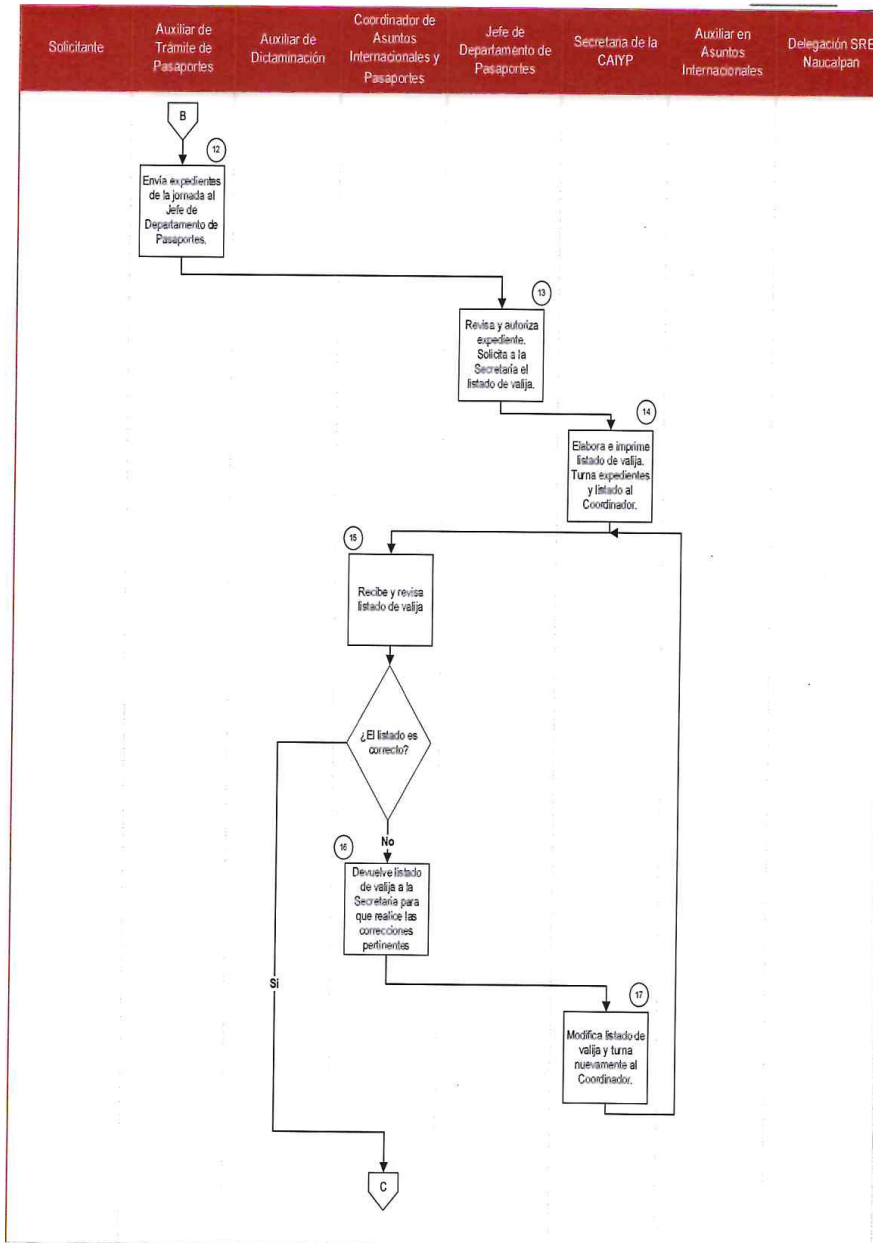 Solicitante
Auxiliar de
Trámite de
Pasaportes
Auxiliar de
Dictaminación
Coordinador de
Asuntos
Internacionales y
Pasaportes
Jefe de
Departamento de
Pasaportes
Secretaria de la
CAIYP
Auxiliar en
Asuntos
Internacionales
Delegación SRE
Naucalpan
B
12
Envía expedientes
de la jornada al
Jefe de
Departamento de
Pasaportes.
13
Revisa y autoriza
expediente.
Solicita a la
Secretaría el
listado de valija.
14
Elabora e imprime
listado de valija.
Turna expedientes
y listado al
Coordinador.
15
Recibe y revisa
listado de valija
¿El listado es
correcto?
No
16
Devuelve listado
de valija a la
Secretaria para
que realice las
correcciones
pertinentes
Si
17
Modifica listado de
valija y turna
nuevamente al
Coordinador.
C